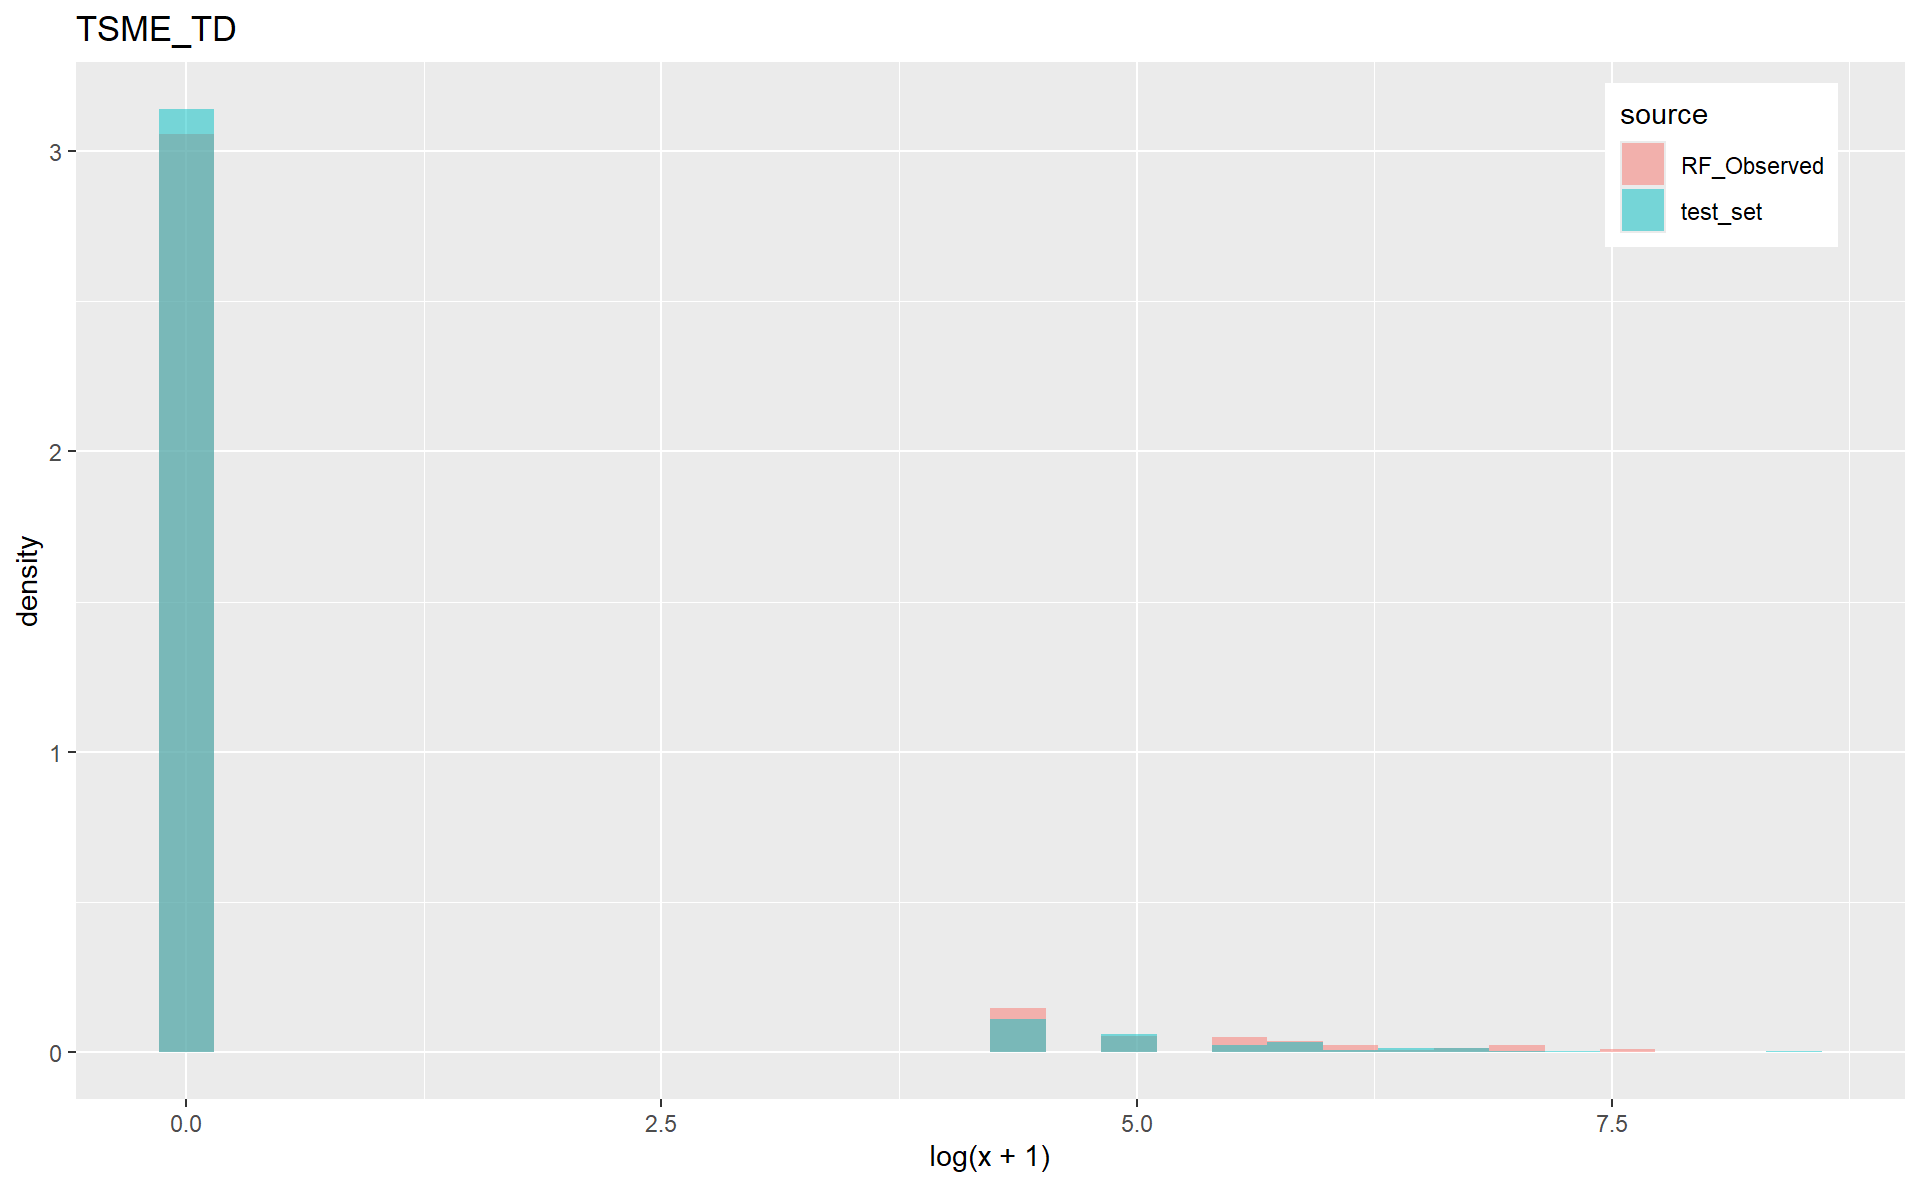 TSME_TD
source
RF_Observed
test_set
density
3
2
1
0
0.0 2.5 5.0 7.5
log(x + 1)